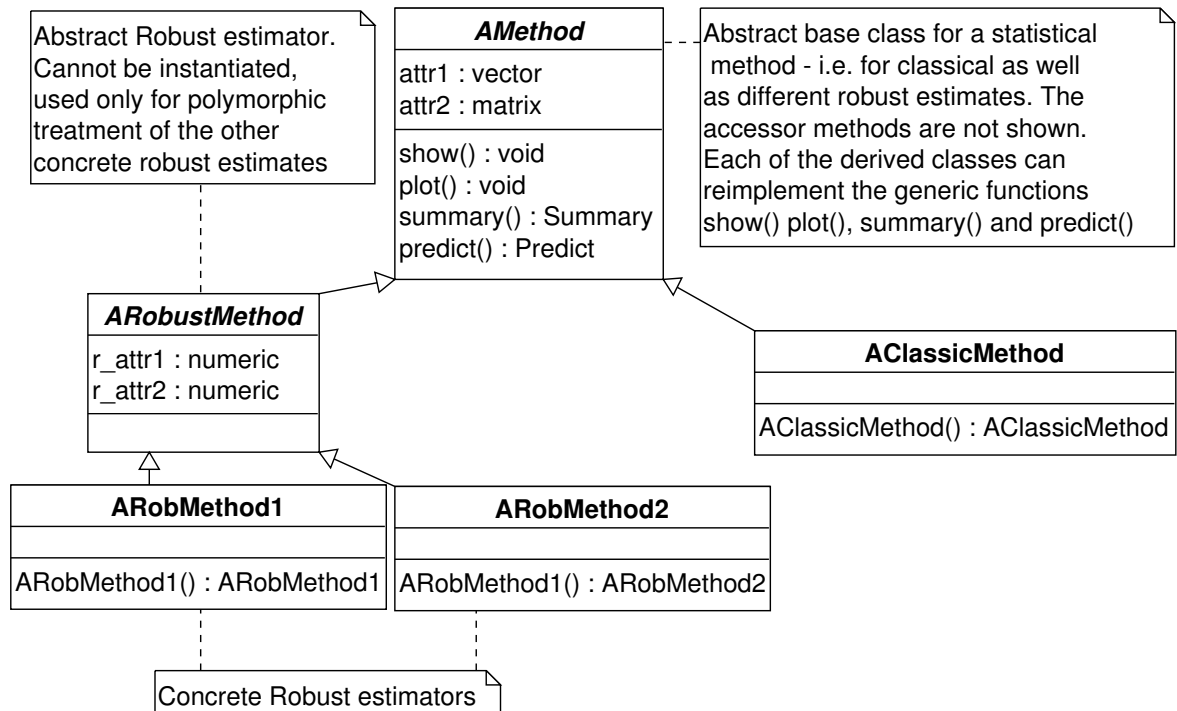 Abstract Robust estimator.
Cannot be instantiated,
used only for polymorphic
treatment of the other
concrete robust estimates
AMethod
attr1 : vector
attr2 : matrix
show() : void
plot() : void
summary() : Summary
predict() : Predict
Abstract base class for a statistical
method - i.e. for classical as well
as different robust estimates. The
accessor methods are not shown.
Each of the derived classes can
reimplement the generic functions
show() plot(), summary() and predict()
ARobustMethod
r_attr1 : numeric
r_attr2 : numeric
AClassicMethod
AClassicMethod() : AClassicMethod
ARobMethod1
ARobMethod1() : ARobMethod1
ARobMethod2
ARobMethod1() : ARobMethod2
Concrete Robust estimators